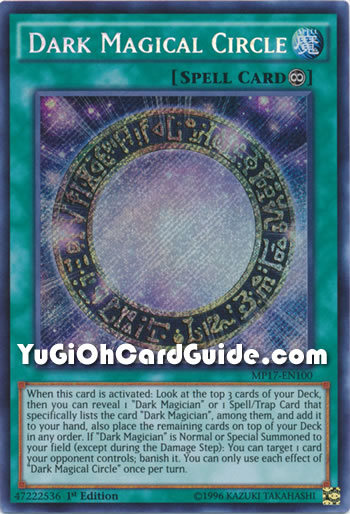 DARK MAGICAL CIRCLE 魔
[SPELL CARD]
YuGiOhCardGuide.com
MP17-EN100
When this card is activated: Look at the top 3 cards of your Deck,
then you can reveal 1 "Dark Magician" or 1 Spell/Trap Card that
specifically lists the card "Dark Magician", among them, and add it
to your hand, also place the remaining cards on top of your Deck
in any order. If "Dark Magician" is Normal or Special Summoned to
your field (except during the Damage Step): You can target 1 card
your opponent controls; banish it. You can only use each effect of
"Dark Magical Circle" once per turn.
47222536 1st Edition ©1996 KAZUKI TAKAHASHI